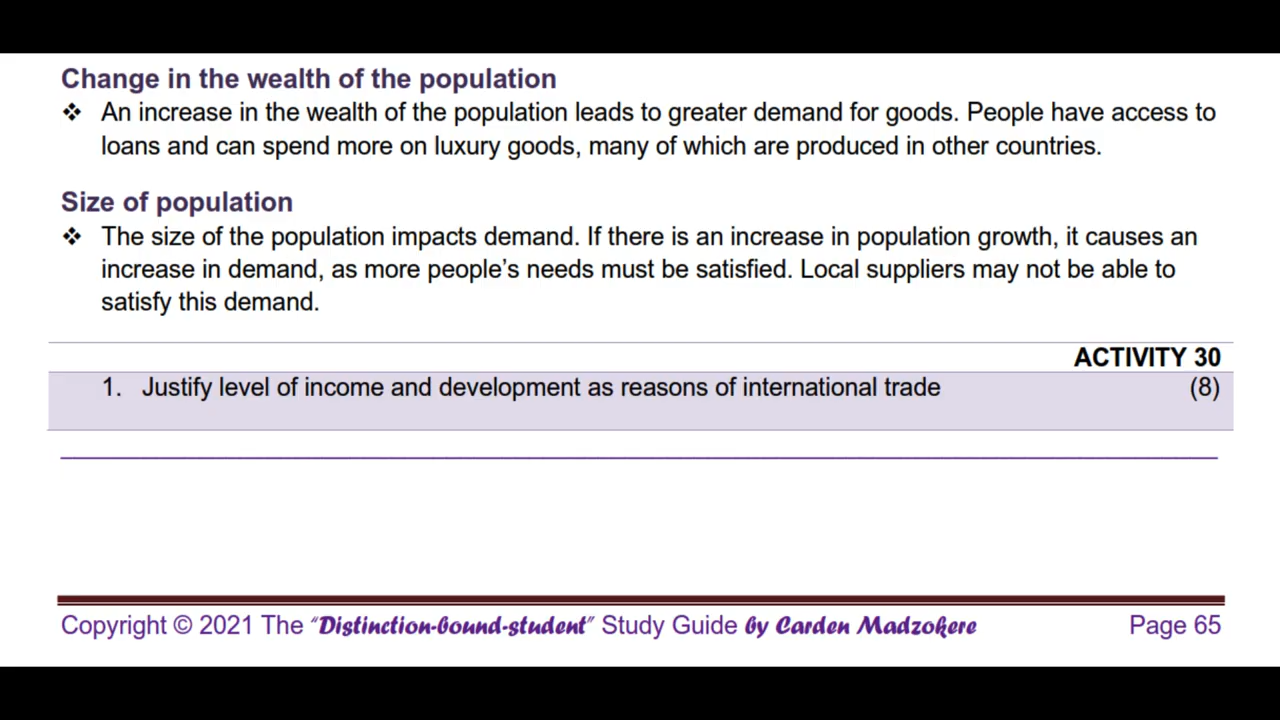 Change in the wealth of the population
❖ An increase in the wealth of the population leads to greater demand for goods. People have access to
loans and can spend more on luxury goods, many of which are produced in other countries.
Size of population
❖ The size of the population impacts demand. If there is an increase in population growth, it causes an
increase in demand, as more people’s needs must be satisfied. Local suppliers may not be able to
satisfy this demand.
ACTIVITY 30
1. Justify level of income and development as reasons of international trade (8)
Copyright © 2021 The “Distinction-bound-student” Study Guide by Carden Madzokere Page 65